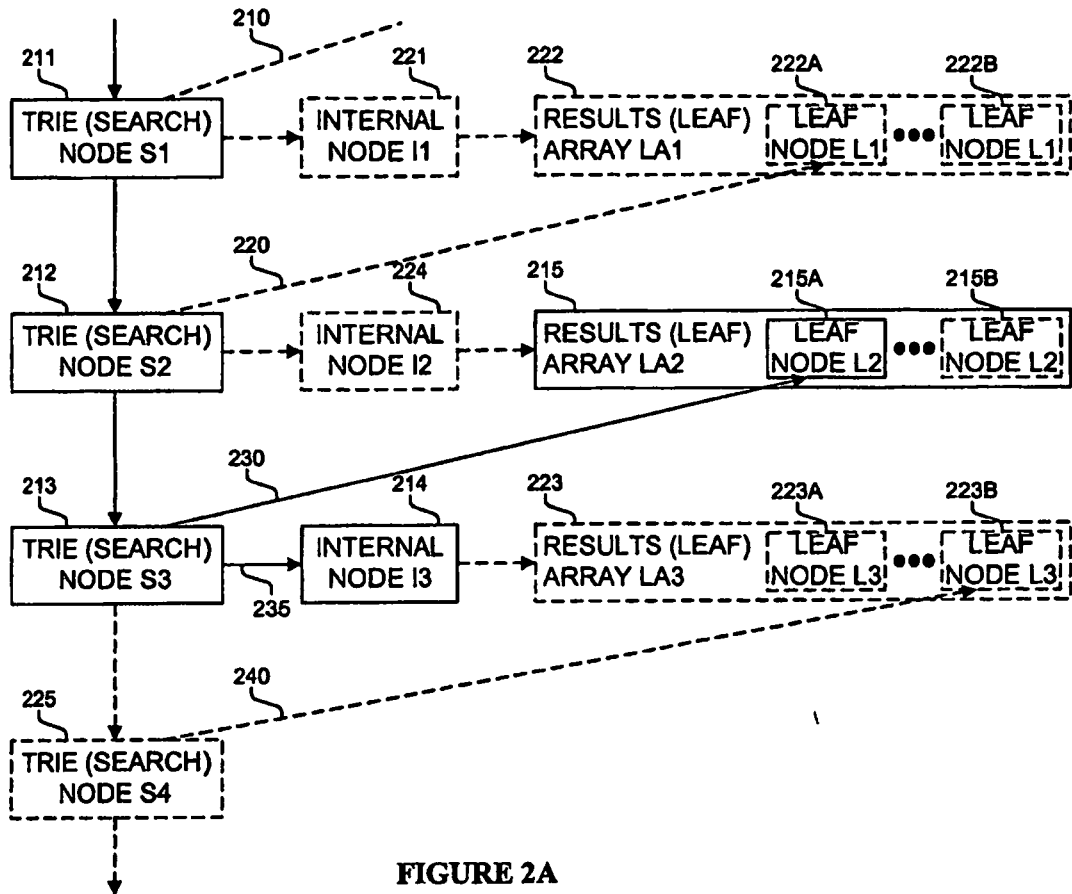 210
211
221
222
222A
222B
TRIE (SEARCH)
NODE S1
INTERNAL
NODE I1
RESULTS (LEAF)
ARRAY LA1
LEAF
NODE L1
LEAF
NODE L1
220
212
224
215
215A
215B
TRIE (SEARCH)
NODE S2
INTERNAL
NODE I2
RESULTS (LEAF)
ARRAY LA2
LEAF
NODE L2
LEAF
NODE L2
230
213
214
223
223A
223B
TRIE (SEARCH)
NODE S3
235
INTERNAL
NODE I3
RESULTS (LEAF)
ARRAY LA3
LEAF
NODE L3
LEAF
NODE L3
240
225
TRIE (SEARCH)
NODE S4
FIGURE 2A